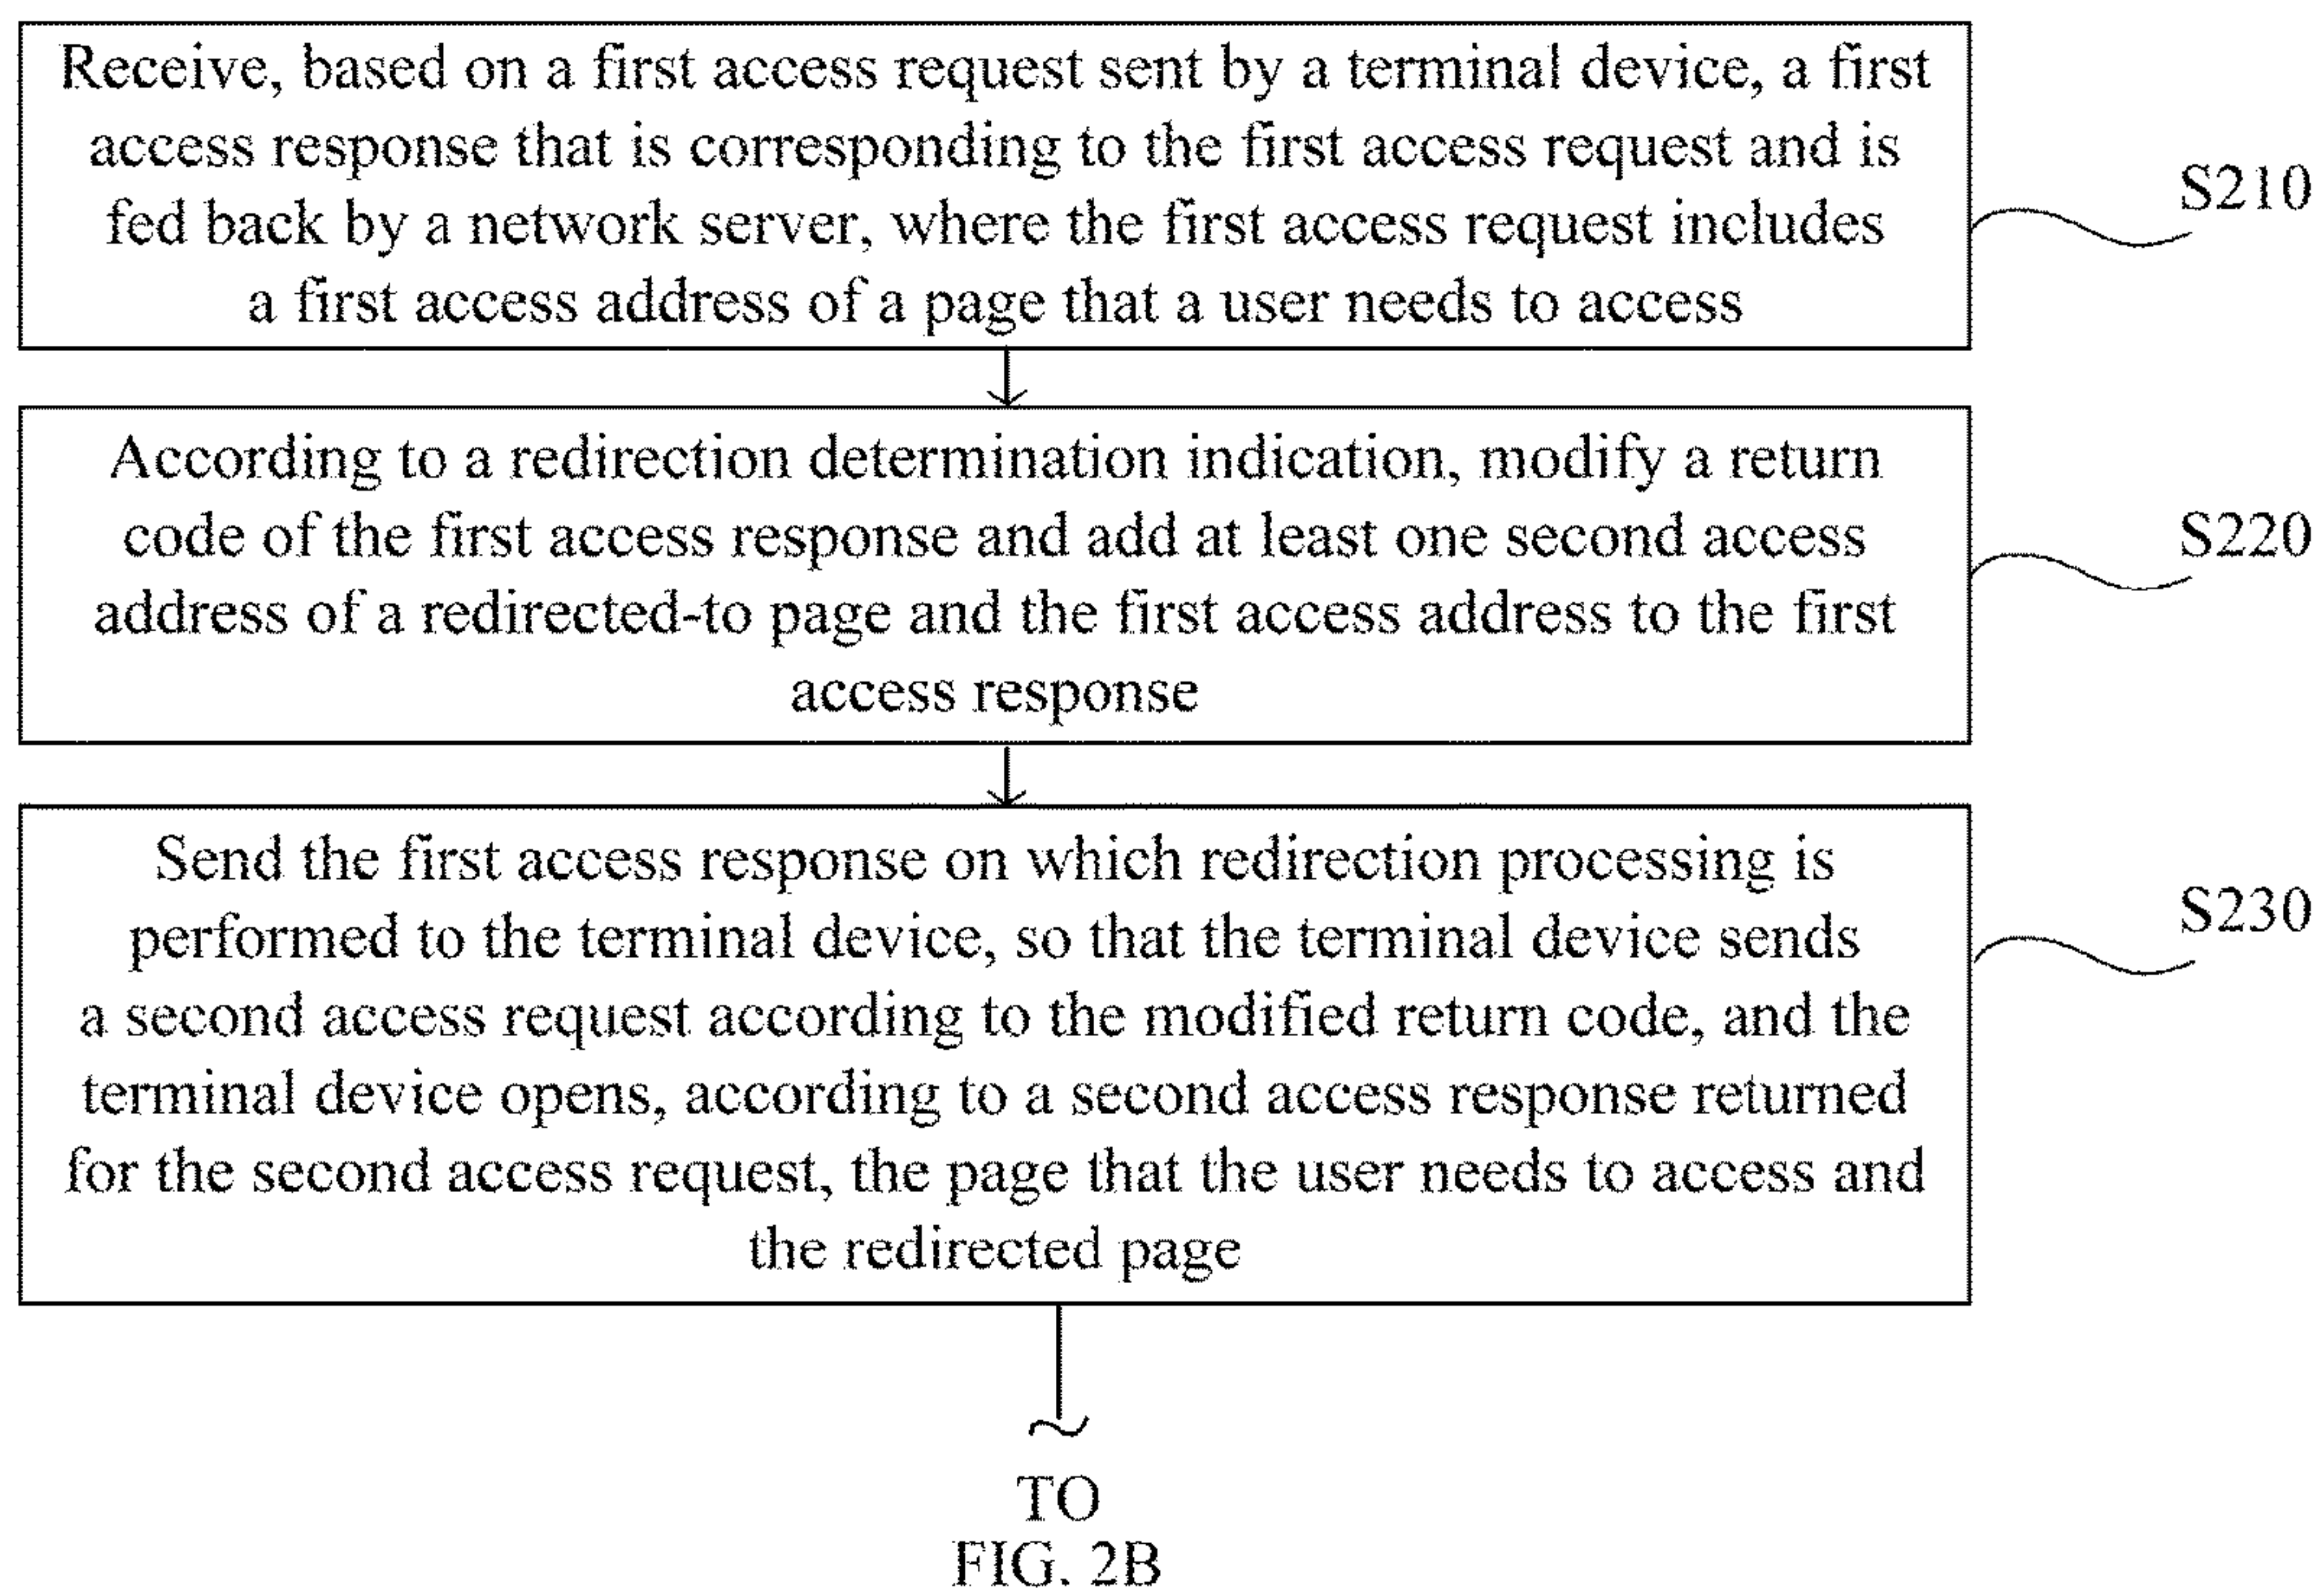 Receive, based on a first access request sent by a terminal device, a first
access response that is corresponding to the first access request and is
fed back by a network server, where the first access request includes
a first access address of a page that a user needs to access
S210
According to a redirection determination indication, modify a return
code of the first access response and add at least one second access
address of a redirected-to page and the first access address to the first
access response
S220
Send the first access response on which redirection processing is
performed to the terminal device, so that the terminal device sends
a second access request according to the modified return code, and the
terminal device opens, according to a second access response returned
for the second access request, the page that the user needs to access and
the redirected page
S230
TO
FIG. 2B